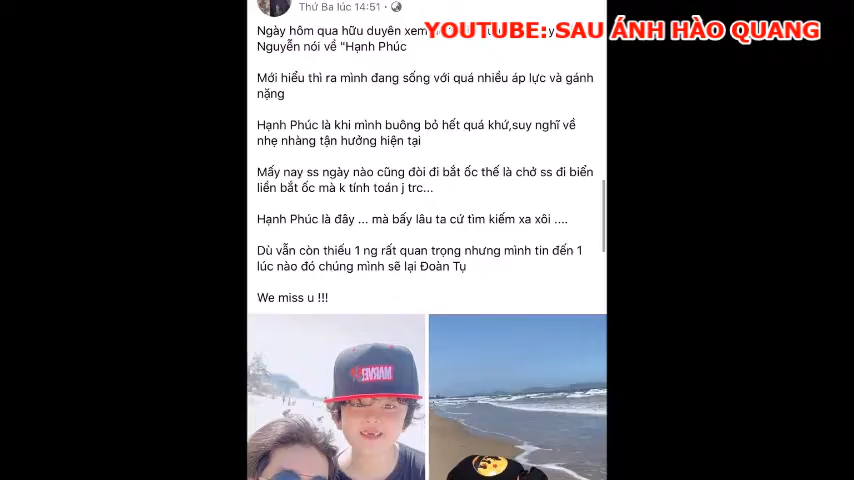 Thứ Ba lúc 14:51 ·
YOUTUBE: SAU ÁNH HÀO QUANG
Ngày hôm qua hữu duyên xem
Nguyễn nói về "Hạnh Phúc
Mới hiểu thì ra mình đang sống với quá nhiều áp lực và gánh
nặng
Hạnh Phúc là khi mình buông bỏ hết quá khứ,suy nghĩ về
nhẹ nhàng tận hưởng hiện tại
Mấy nay ss ngày nào cũng đòi đi bắt ốc thế là chở ss đi biển
liền bắt ốc mà k tính toán j trc...
Hạnh Phúc là đây ... mà bấy lâu ta cứ tìm kiếm xa xôi ....
Dù vẫn còn thiếu 1 ng rất quan trọng nhưng mình tin đến 1
lúc nào đó chúng mình sẽ lại Đoàn Tụ
We miss u !!!
MARVEL